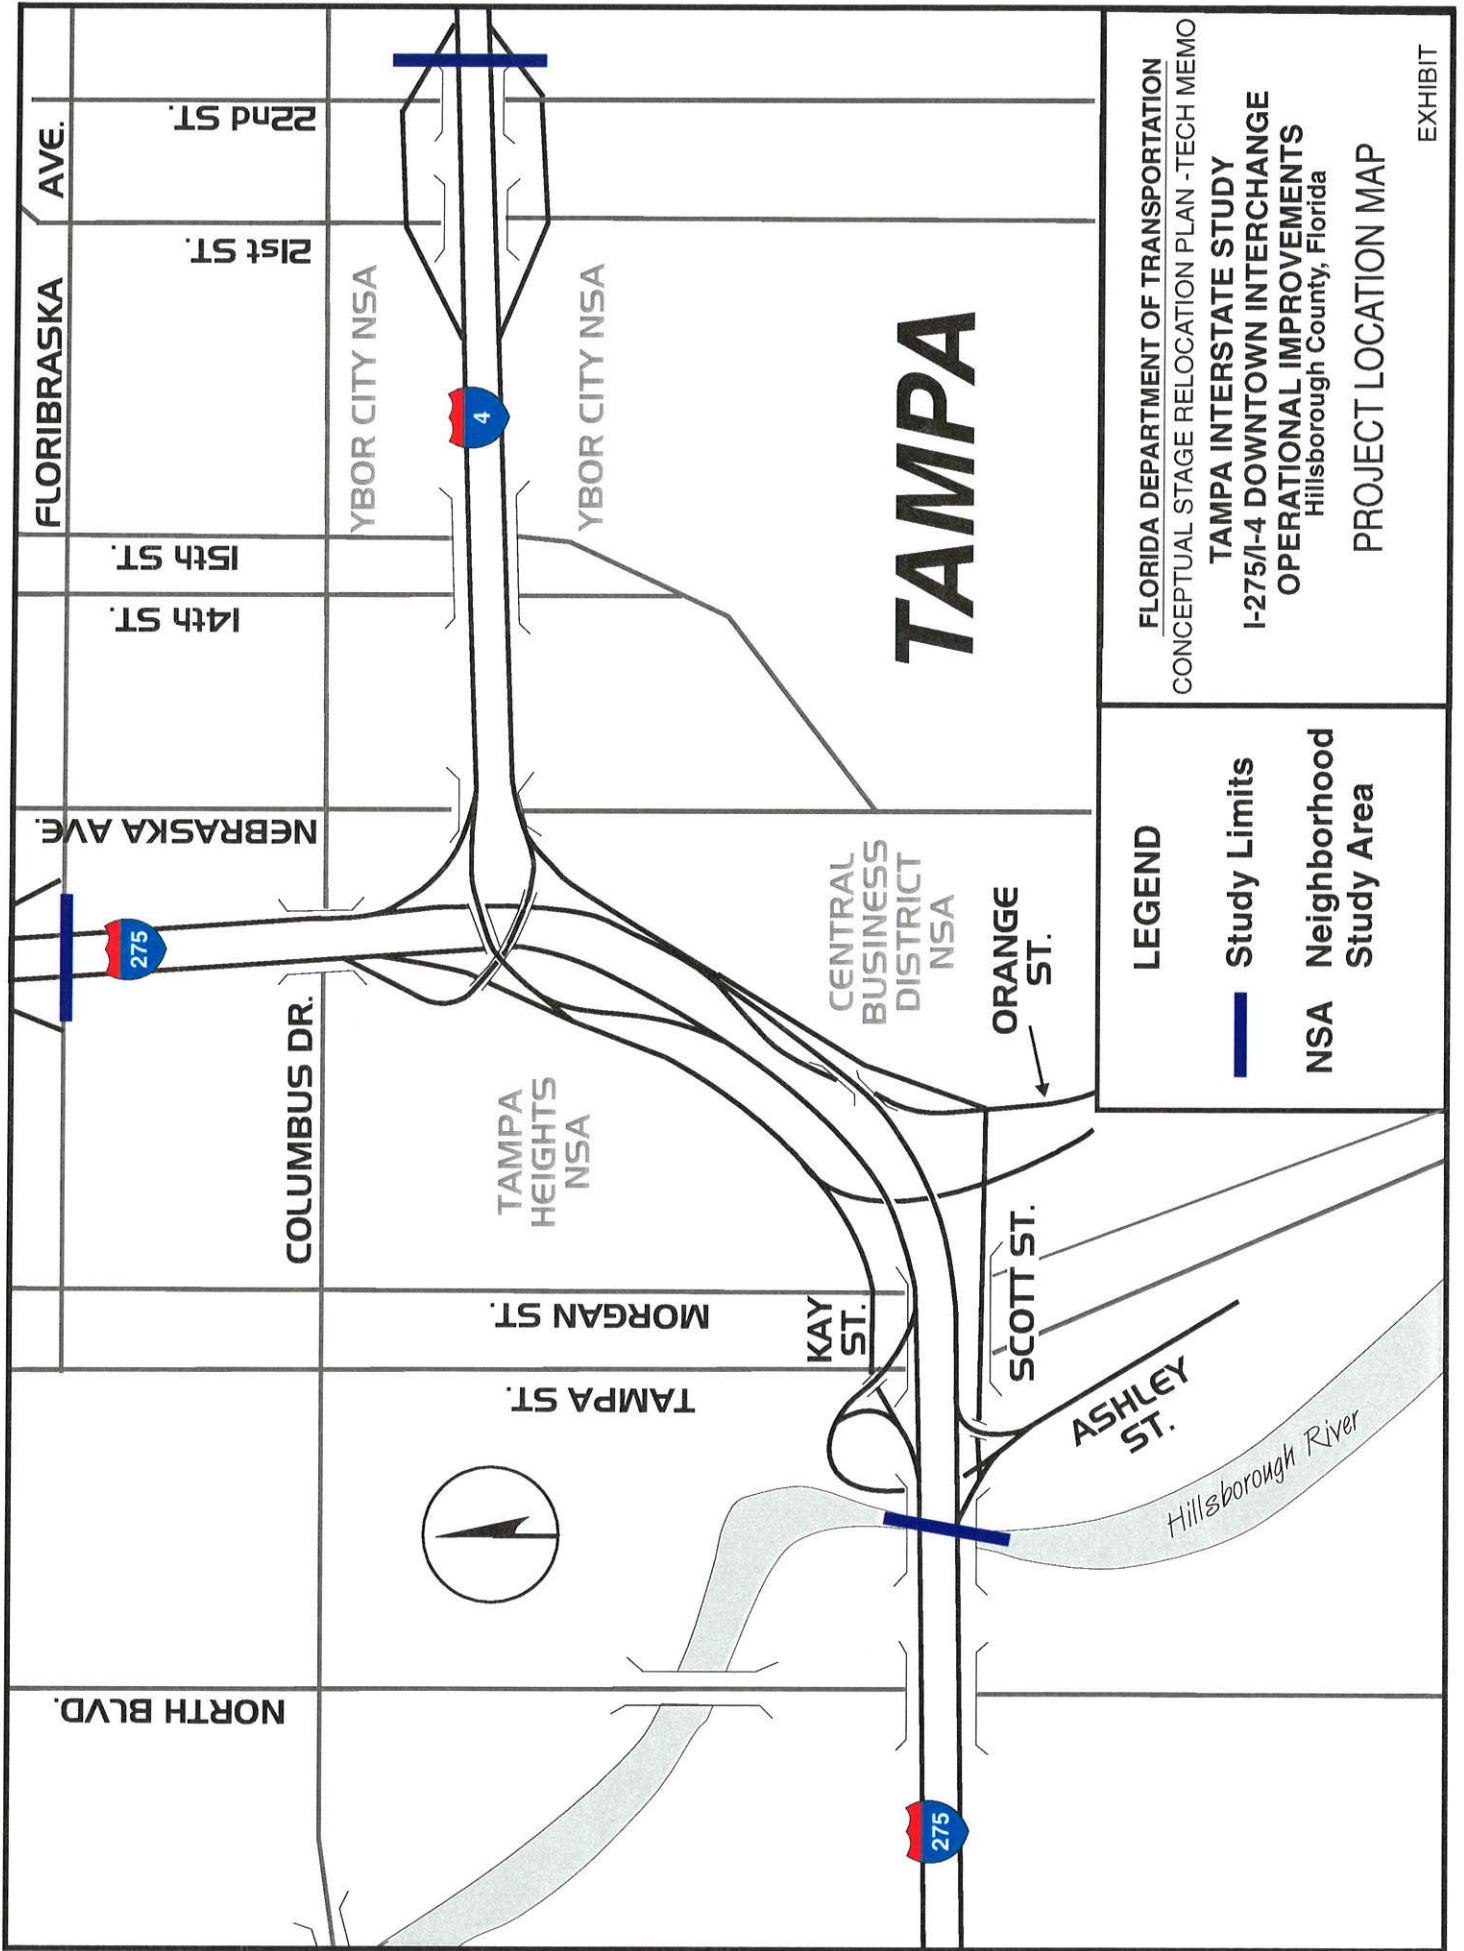 FLORIBRASKA AVE.
NORTH BLVD.
TAMPA ST.
MORGAN ST.
COLUMBUS DR.
275
NEBRASKA AVE.
14th ST.
15th ST.
21st ST.
22nd ST.
YBOR CITY NSA
4
YBOR CITY NSA
TAMPA
HEIGHTS
NSA
KAY
ST.
CENTRAL
BUSINESS
DISTRICT
NSA
TAMPA
275
SCOTT ST.
ORANGE
ST.
ASHLEY
ST.
Hillsborough River
LEGEND
Study Limits
NSA Neighborhood
Study Area
FLORIDA DEPARTMENT OF TRANSPORTATION
CONCEPTUAL STAGE RELOCATION PLAN - TECH MEMO
TAMPA INTERSTATE STUDY
I-275/I-4 DOWNTOWN INTERCHANGE
OPERATIONAL IMPROVEMENTS
Hillsborough County, Florida
PROJECT LOCATION MAP
EXHIBIT